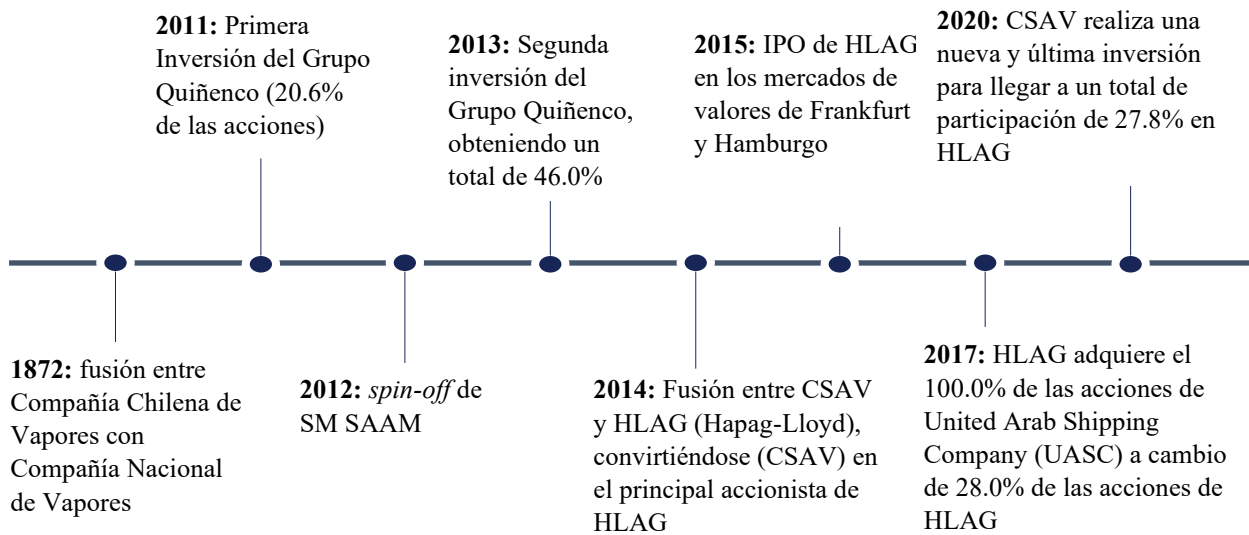 2011: Primera
Inversión del Grupo
Quiñenco (20.6%
de las acciones)
2013: Segunda
inversión del
Grupo Quiñenco,
obteniendo un
total de 46.0%
2015: IPO de HLAG
en los mercados de
valores de Frankfurt
y Hamburgo
2020: CSAV realiza una
nueva y última inversión
para llegar a un total de
participación de 27.8% en
HLAG
1872: fusión entre
Compañía Chilena de
Vapores con
Compañía Nacional
de Vapores
2012: spin-off de
SM SAAM
2014: Fusión entre CSAV
y HLAG (Hapag-Lloyd),
convirtiéndose (CSAV) en
el principal accionista de
HLAG
2017: HLAG adquiere el
100.0% de las acciones de
United Arab Shipping
Company (UASC) a cambio
de 28.0% de las acciones de
HLAG